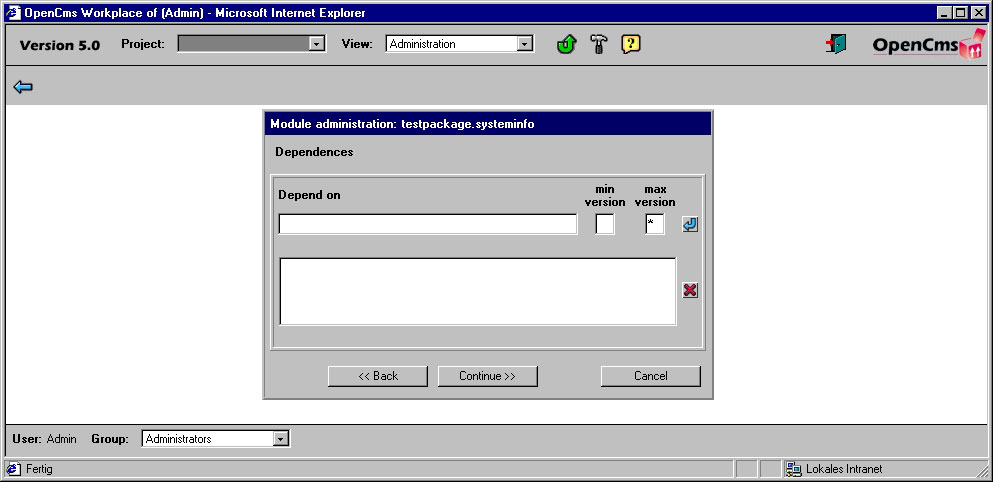 OpenCms Workplace of (Admin) - Microsoft Internet Explorer
Version 5.0 Project: View: Administration ? OpenCms
Module administration: testpackage.systeminfo
Dependences
Depend on min version max version
*
<< Back Continue >> Cancel
User: Admin Group: Administrators
Fertig Lokales Intranet